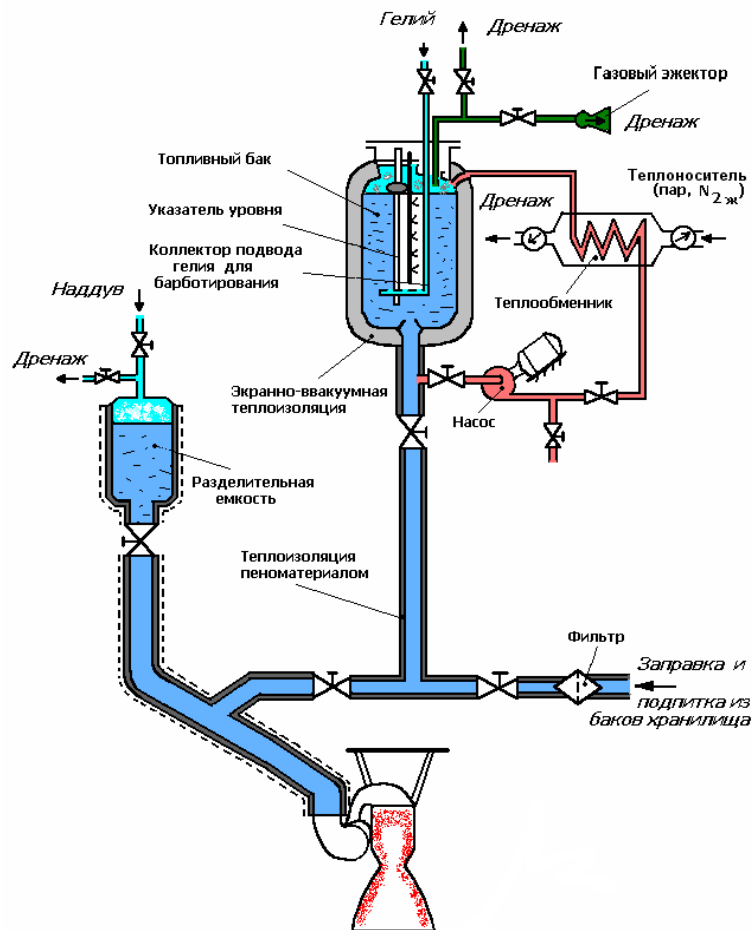 Гелий
Дренаж
Газовый эжектор
Дренаж
Топливный бак
Указатель уровня
Коллектор подвода
гелия для
барботирования
Дренаж
Теплоноситель
(пар, N2ж)
Теплообменник
Наддув
Дренаж
Экранно-ввакуумная
теплоизоляция
Насос
Разделительная
емкость
Теплоизоляция
пеноматериалом
Фильтр
Заправка и
подпитка из
баков хранилища